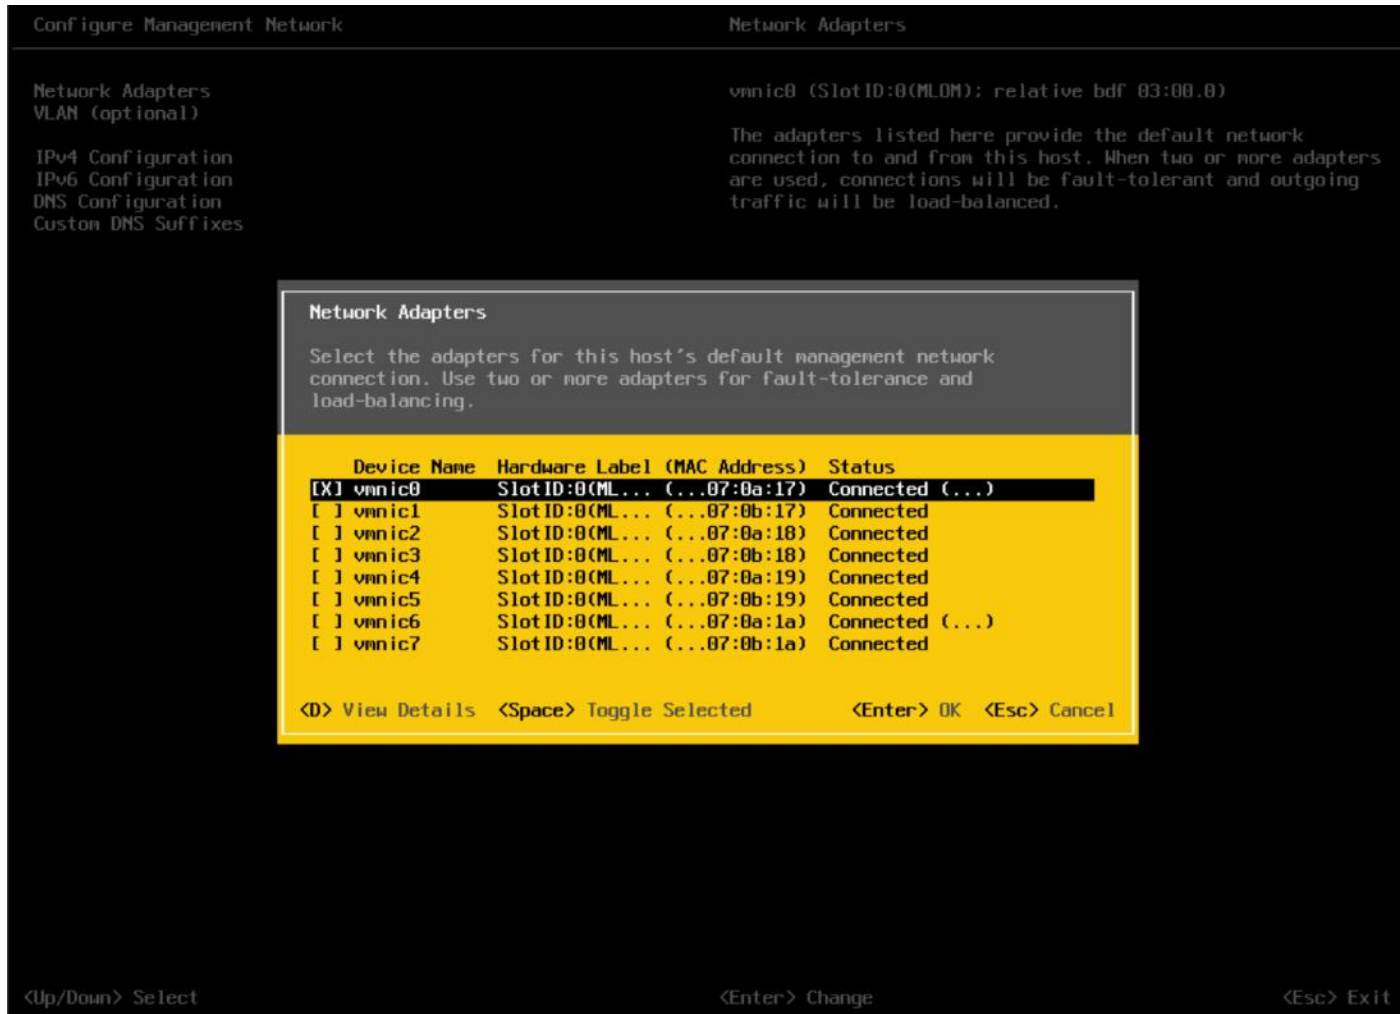 Configure Management Network
Network Adapters
Network Adapters
VLAN (optional)
IPv4 Configuration
IPv6 Configuration
DNS Configuration
Custom DNS Suffixes
vmnic0 (SlotID:0(MLOM); relative bdf 03:00.0)
The adapters listed here provide the default network
connection to and from this host. When two or more adapters
are used, connections will be fault-tolerant and outgoing
traffic will be load-balanced.
Network Adapters
Select the adapters for this host's default management network
connection. Use two or more adapters for fault-tolerance and
load-balancing.
Device Name Hardware Label (MAC Address) Status
[X] vmnic0 SlotID:0(ML... (...07:0a:17) Connected (...)
[ ] vmnic1 SlotID:0(ML... (...07:0b:17) Connected
[ ] vmnic2 SlotID:0(ML... (...07:0a:18) Connected
[ ] vmnic3 SlotID:0(ML... (...07:0b:18) Connected
[ ] vmnic4 SlotID:0(ML... (...07:0a:19) Connected
[ ] vmnic5 SlotID:0(ML... (...07:0b:19) Connected
[ ] vmnic6 SlotID:0(ML... (...07:0a:1a) Connected (...)
[ ] vmnic7 SlotID:0(ML... (...07:0b:1a) Connected
<D> View Details <Space> Toggle Selected <Enter> OK <Esc> Cancel
<Up/Down> Select <Enter> Change <Esc> Exit